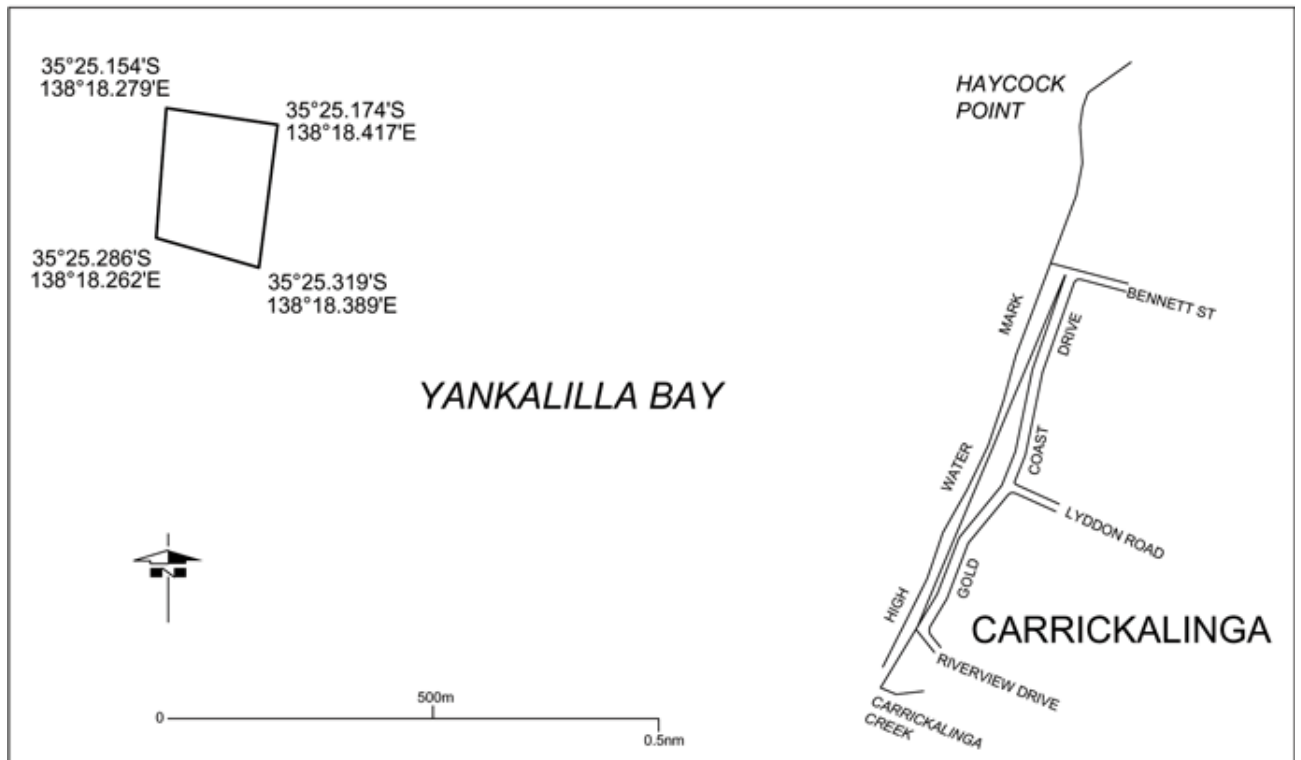 35°25.154'S
138°18.279'E
35°25.174'S
138°18.417'E
35°25.286'S
138°18.262'E
35°25.319'S
138°18.389'E
HAYCOCK
POINT
YANKALILLA BAY
BENNETT ST
MARK
DRIVE
WATER
COAST
LYDDON ROAD
HIGH
GOLD
CARRICKALINGA
RIVERVIEW DRIVE
CARRICKALINGA
CREEK
N
0
500m
0.5nm